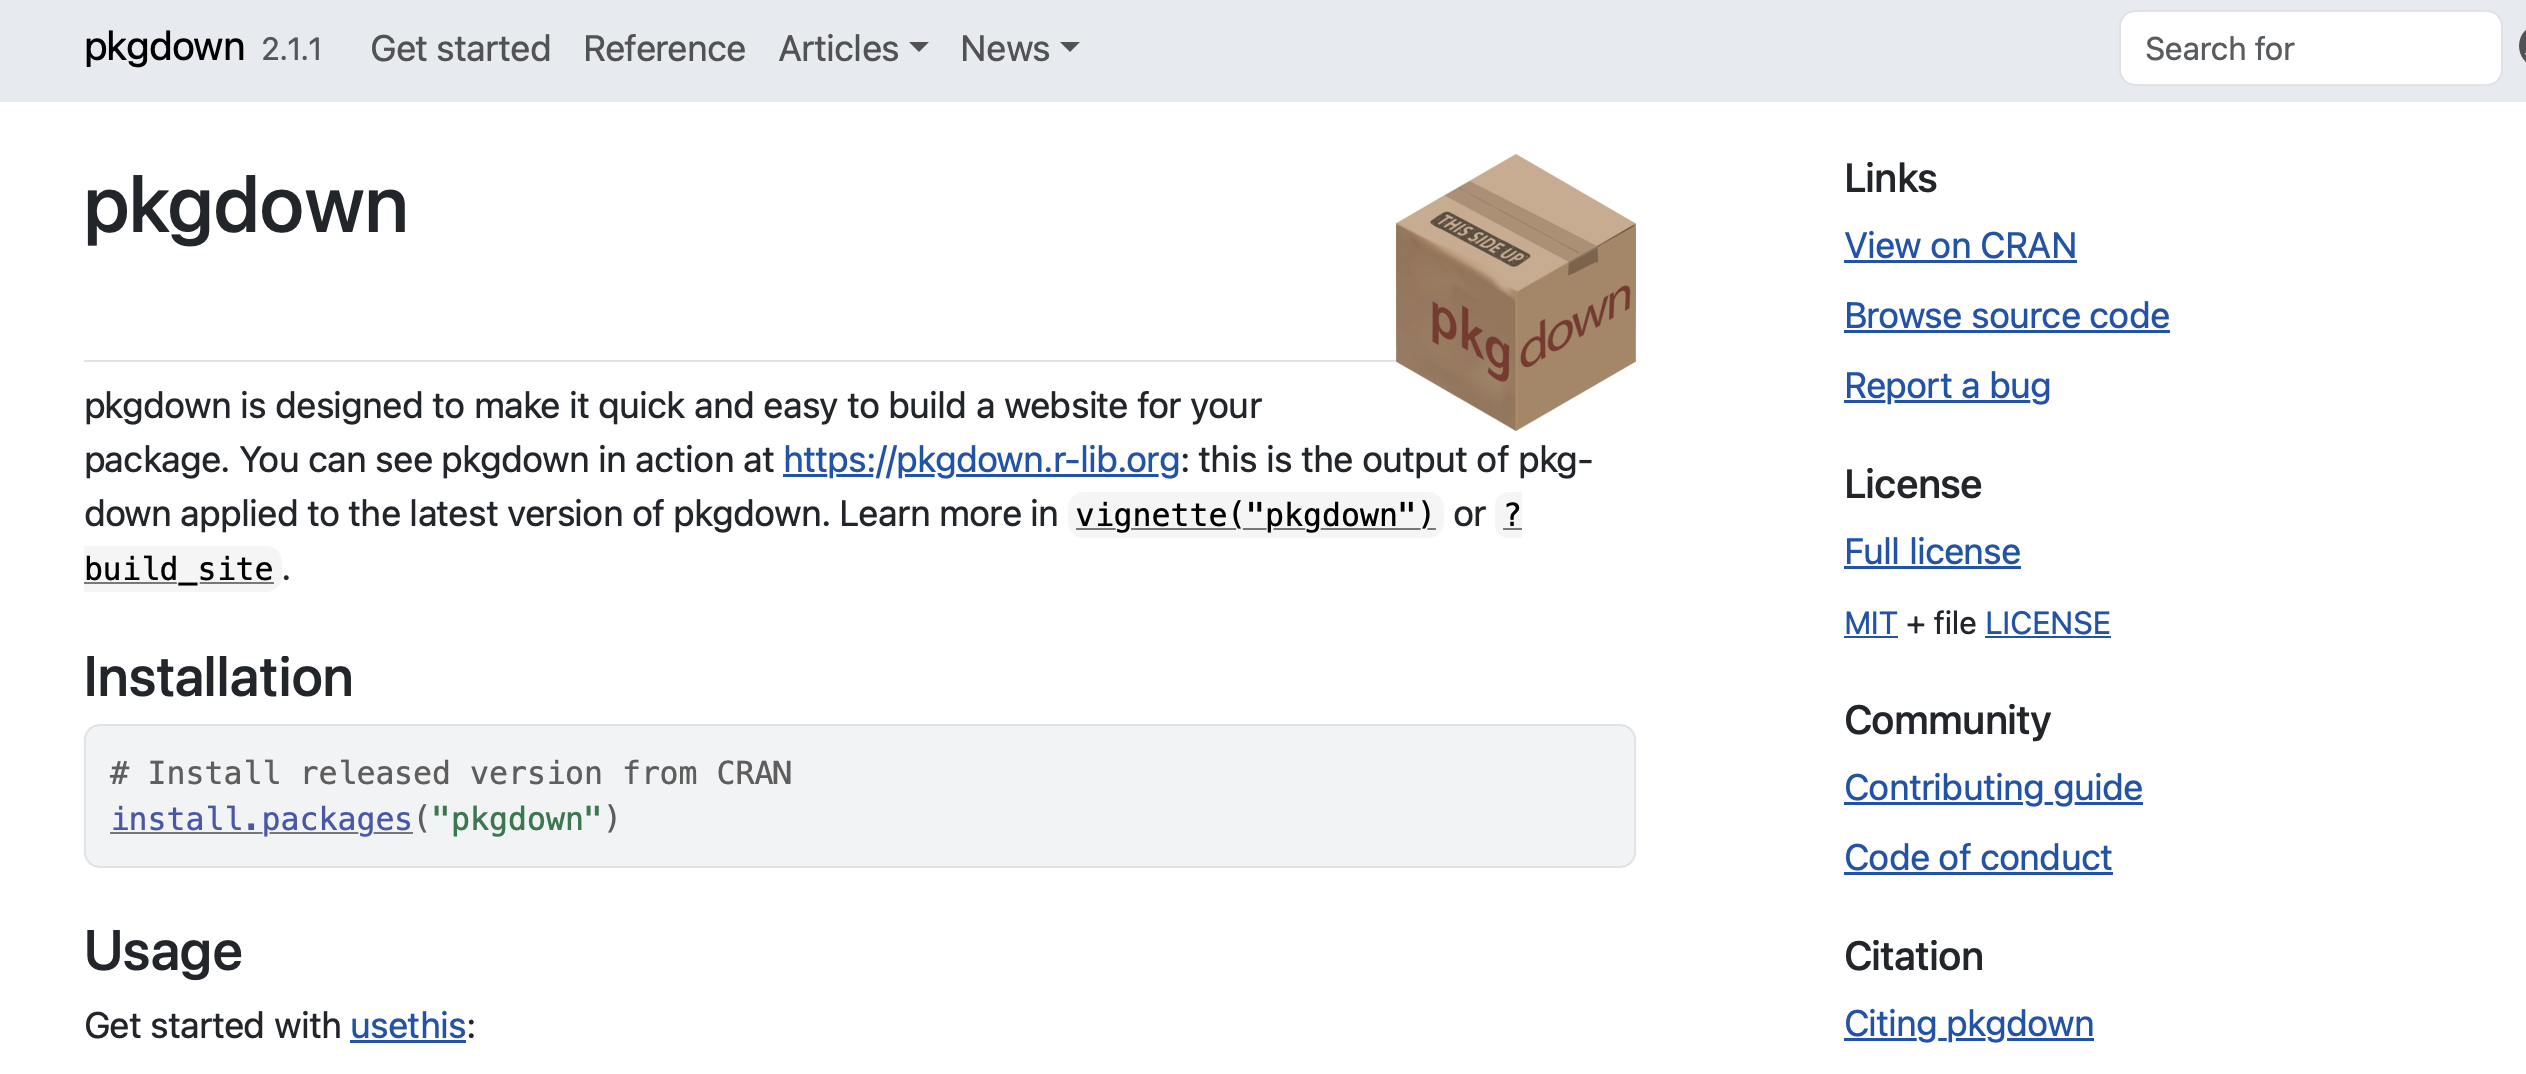 pkgdown 2.1.1 Get started Reference Articles News Search for
pkgdown
THIS SIDE UP
pkgdown
pkgdown is designed to make it quick and easy to build a website for your
package. You can see pkgdown in action at https://pkgdown.r-lib.org: this is the output of pkg-
down applied to the latest version of pkgdown. Learn more in vignette("pkgdown") or ?
build_site.
Installation
# Install released version from CRAN
install.packages("pkgdown")
Usage
Get started with usethis:
Links
View on CRAN
Browse source code
Report a bug
License
Full license
MIT + file LICENSE
Community
Contributing guide
Code of conduct
Citation
Citing pkgdown